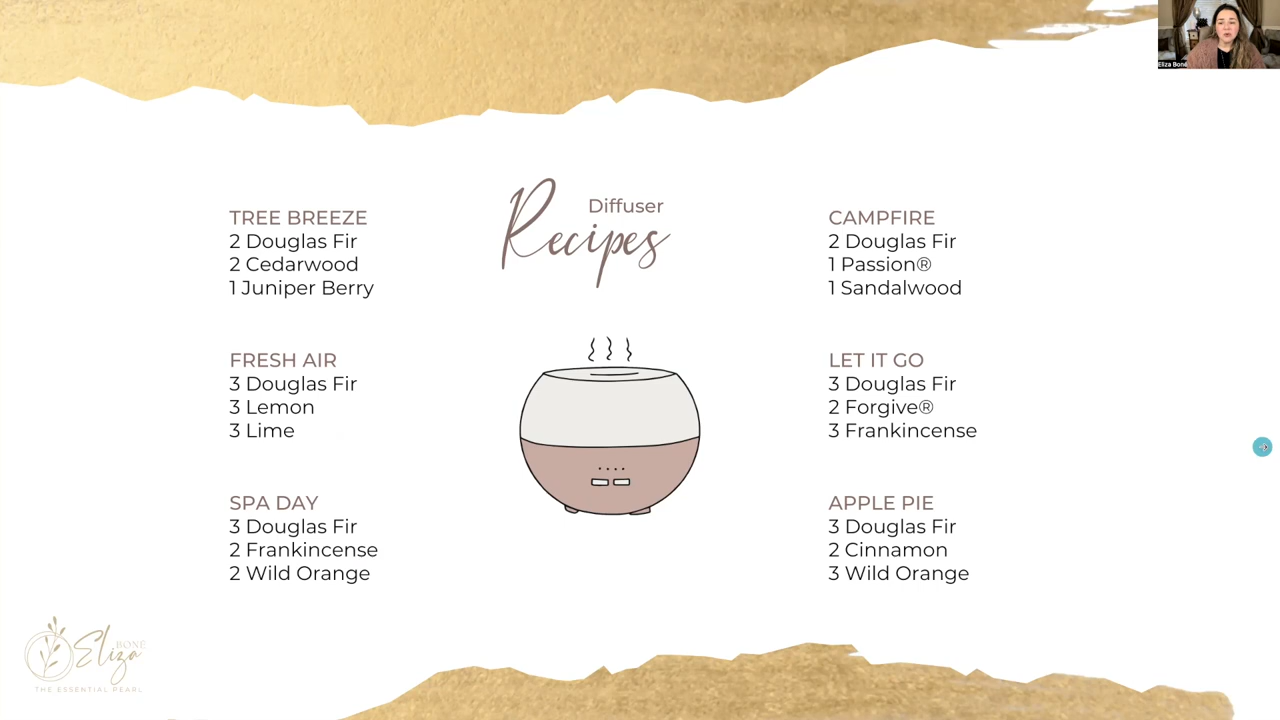 Eliza Boné
Diffuser
Recipes
TREE BREEZE
2 Douglas Fir
2 Cedarwood
1 Juniper Berry
FRESH AIR
3 Douglas Fir
3 Lemon
3 Lime
SPA DAY
3 Douglas Fir
2 Frankincense
2 Wild Orange
CAMPFIRE
2 Douglas Fir
1 Passion®
1 Sandalwood
LET IT GO
3 Douglas Fir
2 Forgive®
3 Frankincense
APPLE PIE
3 Douglas Fir
2 Cinnamon
3 Wild Orange
Eliza BONÉ
THE ESSENTIAL PEARL